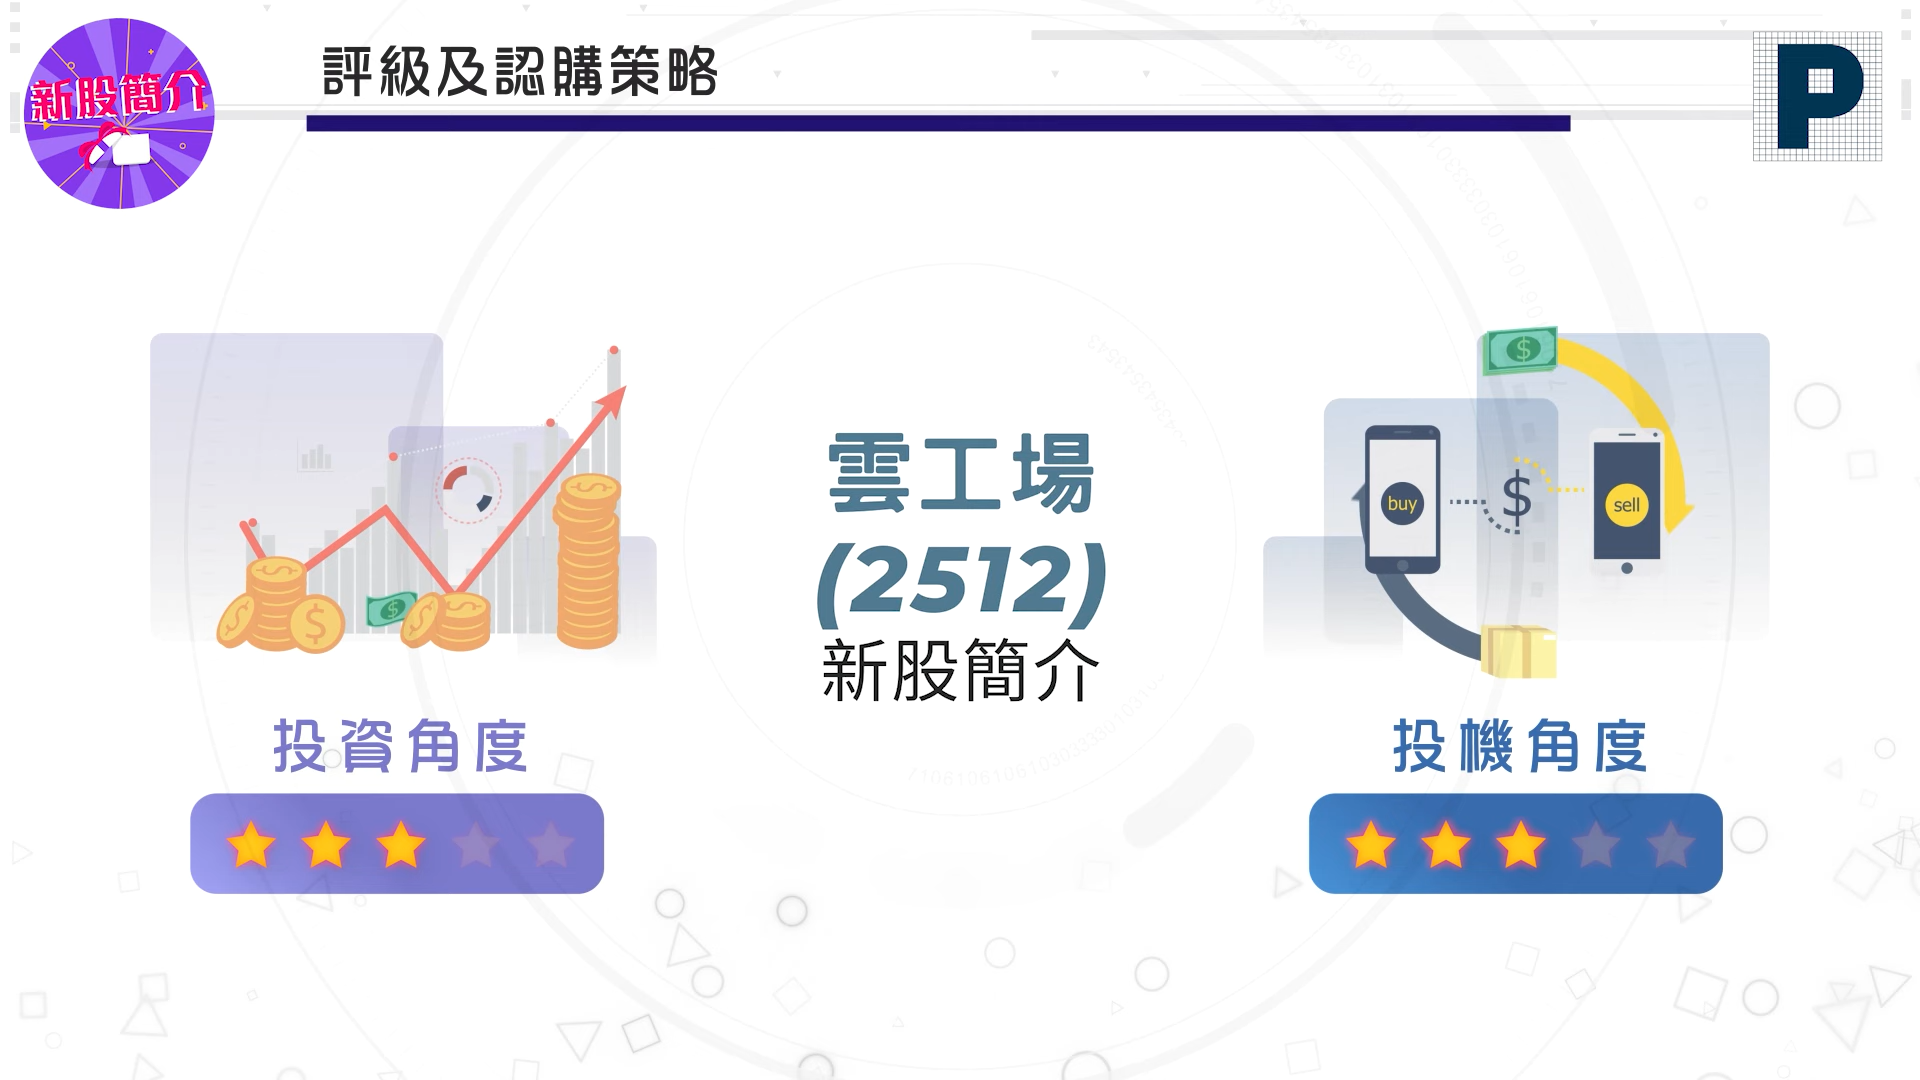 新股簡介
評級及認購策略
P
雲工場
(2512)
新股簡介
buy
$
sell
投資角度
投機角度